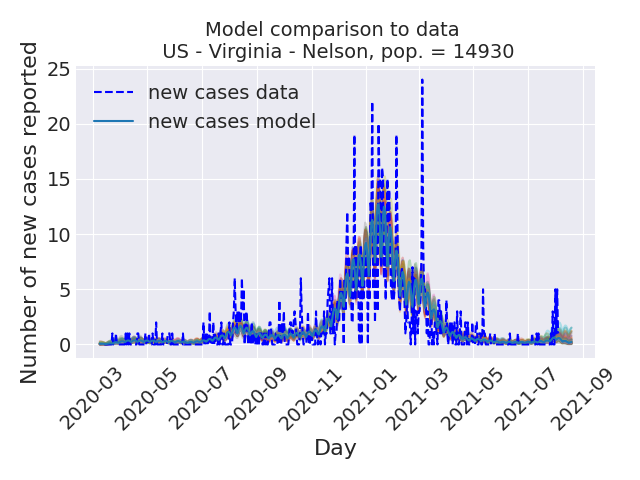 Model comparison to data
US - Virginia - Nelson, pop. = 14930
Number of new cases reported
25
20
15
10
5
0
new cases data
new cases model
2020-03
2020-05
2020-07
2020-09
2020-11
2021-01
2021-03
2021-05
2021-07
2021-09
Day